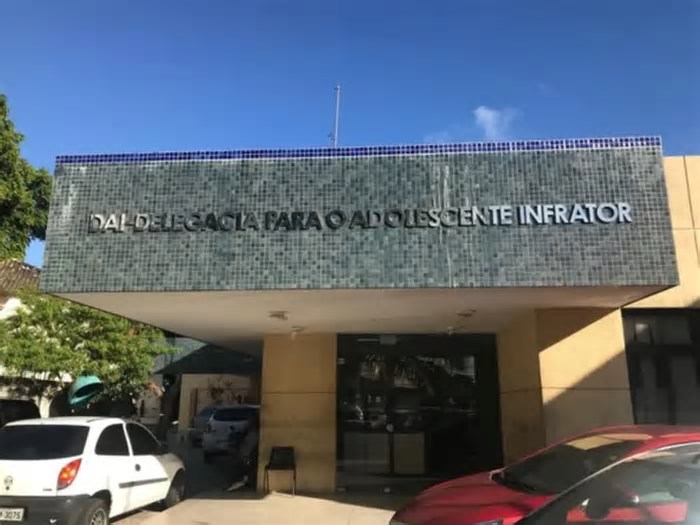 DAI-DELEGACIA PARA O ADOLESCENTE INFRATOR